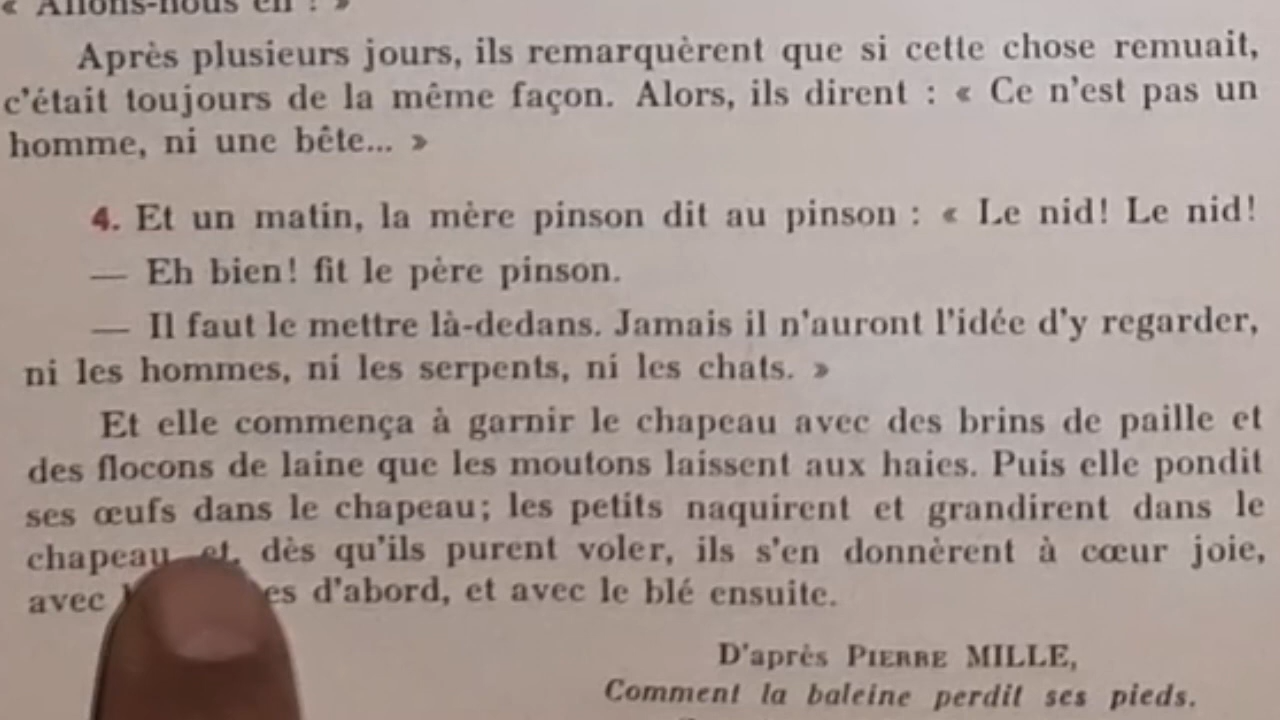 « Allons-nous en ! »
Après plusieurs jours, ils remarquèrent que si cette chose remuait,
c'était toujours de la même façon. Alors, ils dirent : « Ce n'est pas un
homme, ni une bête... »
4. Et un matin, la mère pinson dit au pinson : « Le nid! Le nid!
— Eh bien! fit le père pinson.
— Il faut le mettre là-dedans. Jamais il n'auront l'idée d'y regarder,
ni les hommes, ni les serpents, ni les chats. »
Et elle commença à garnir le chapeau avec des brins de paille et
des flocons de laine que les moutons laissent aux haies. Puis elle pondit
ses œufs dans le chapeau; les petits naquirent et grandirent dans le
chapeau et, dès qu'ils purent voler, ils s'en donnèrent à cœur joie,
avec d'abord, et avec le blé ensuite.
D'après PIERRE MILLE,
Comment la baleine perdit ses pieds.